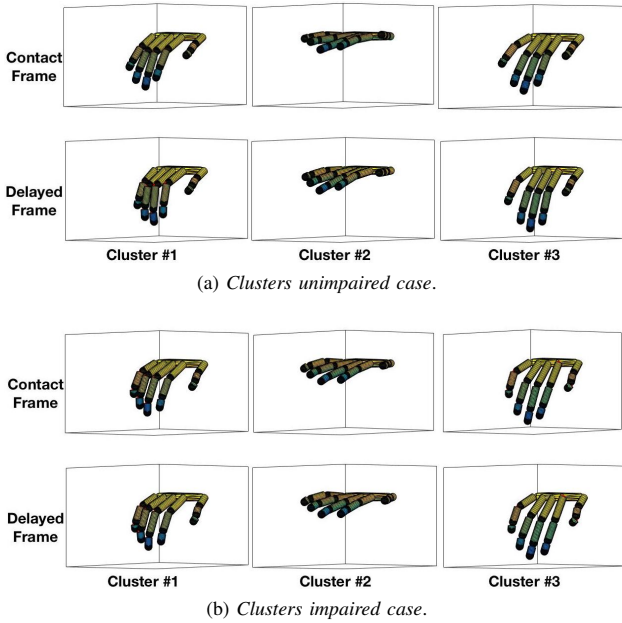 Contact
Frame
Delayed
Frame
Cluster #1 Cluster #2 Cluster #3
(a) Clusters unimpaired case.
Contact
Frame
Delayed
Frame
Cluster #1 Cluster #2 Cluster #3
(b) Clusters impaired case.